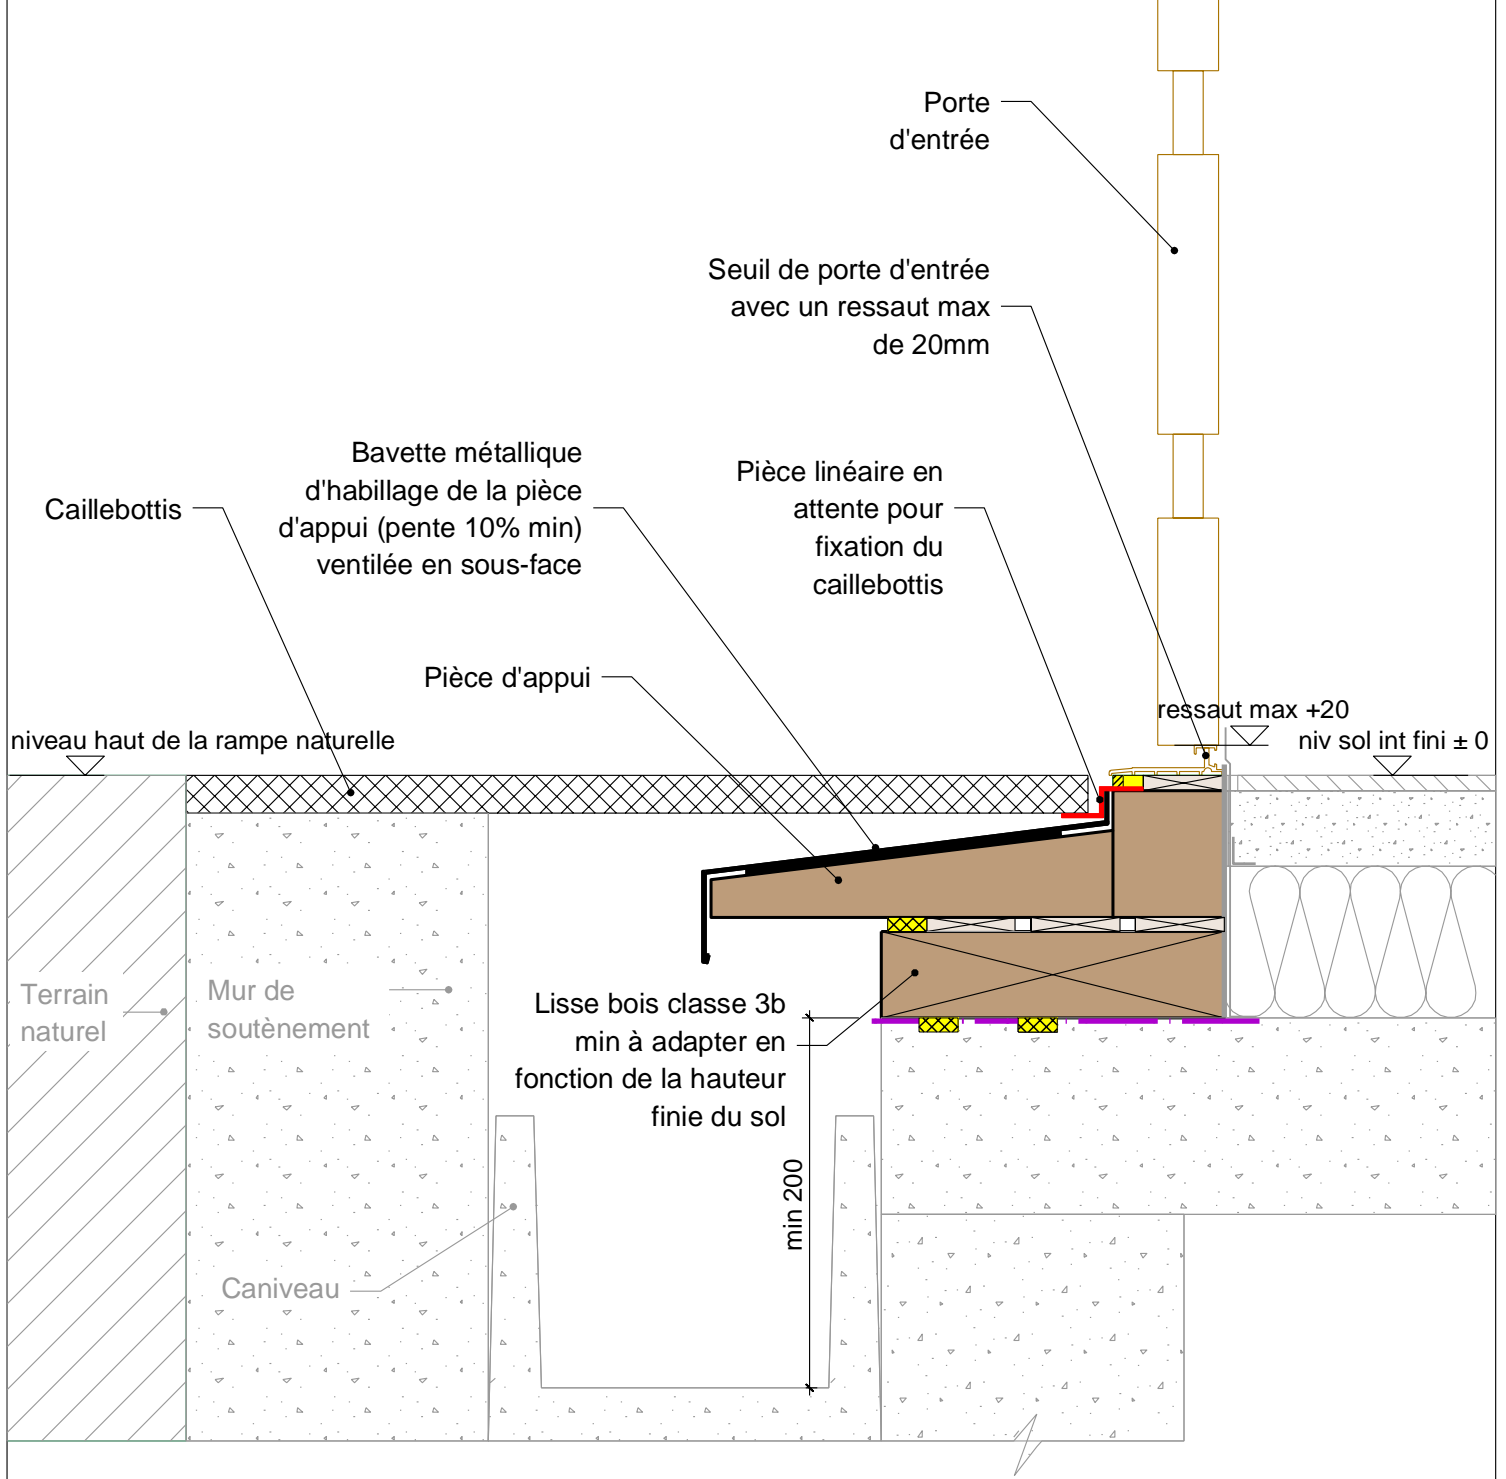 Porte
d'entrée
Seuil de porte d'entrée
avec un ressaut max
de 20mm
Bavette métallique
d'habillage de la pièce
d'appui (pente 10% min)
ventilée en sous-face
Pièce linéaire en
attente pour
fixation du
caillebottis
Caillebottis
Pièce d'appui
ressaut max +20
niveau haut de la rampe naturelle
niv sol int fini ± 0
Terrain
naturel
Mur de
soutènement
Lisse bois classe 3b
min à adapter en
fonction de la hauteur
finie du sol
min 200
Caniveau